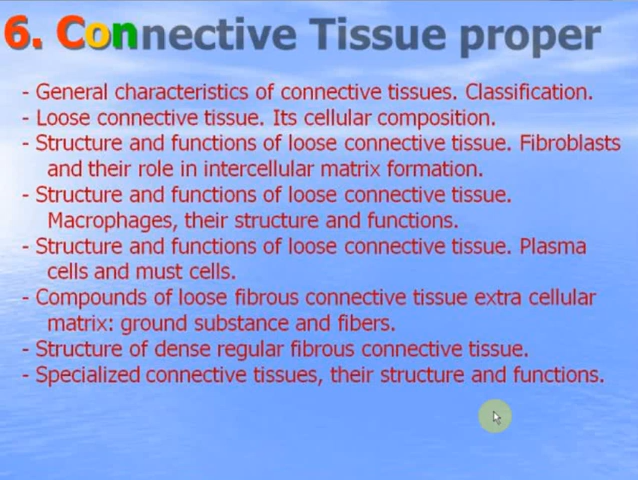 6. Connective Tissue proper
- General characteristics of connective tissues. Classification.
- Loose connective tissue. Its cellular composition.
- Structure and functions of loose connective tissue. Fibroblasts
and their role in intercellular matrix formation.
- Structure and functions of loose connective tissue.
Macrophages, their structure and functions.
- Structure and functions of loose connective tissue. Plasma
cells and must cells.
- Compounds of loose fibrous connective tissue extra cellular
matrix: ground substance and fibers.
- Structure of dense regular fibrous connective tissue.
- Specialized connective tissues, their structure and functions.